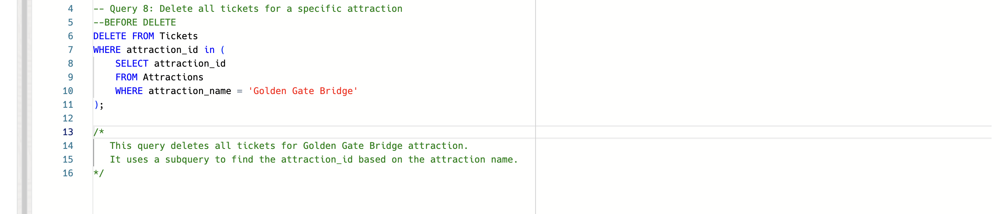 4 -- Query 8: Delete all tickets for a specific attraction
5 --BEFORE DELETE
6 DELETE FROM Tickets
7 WHERE attraction_id in (
8     SELECT attraction_id
9     FROM Attractions
10     WHERE attraction_name = 'Golden Gate Bridge'
11 );
12
13 /*
14    This query deletes all tickets for Golden Gate Bridge attraction.
15    It uses a subquery to find the attraction_id based on the attraction name.
16 */